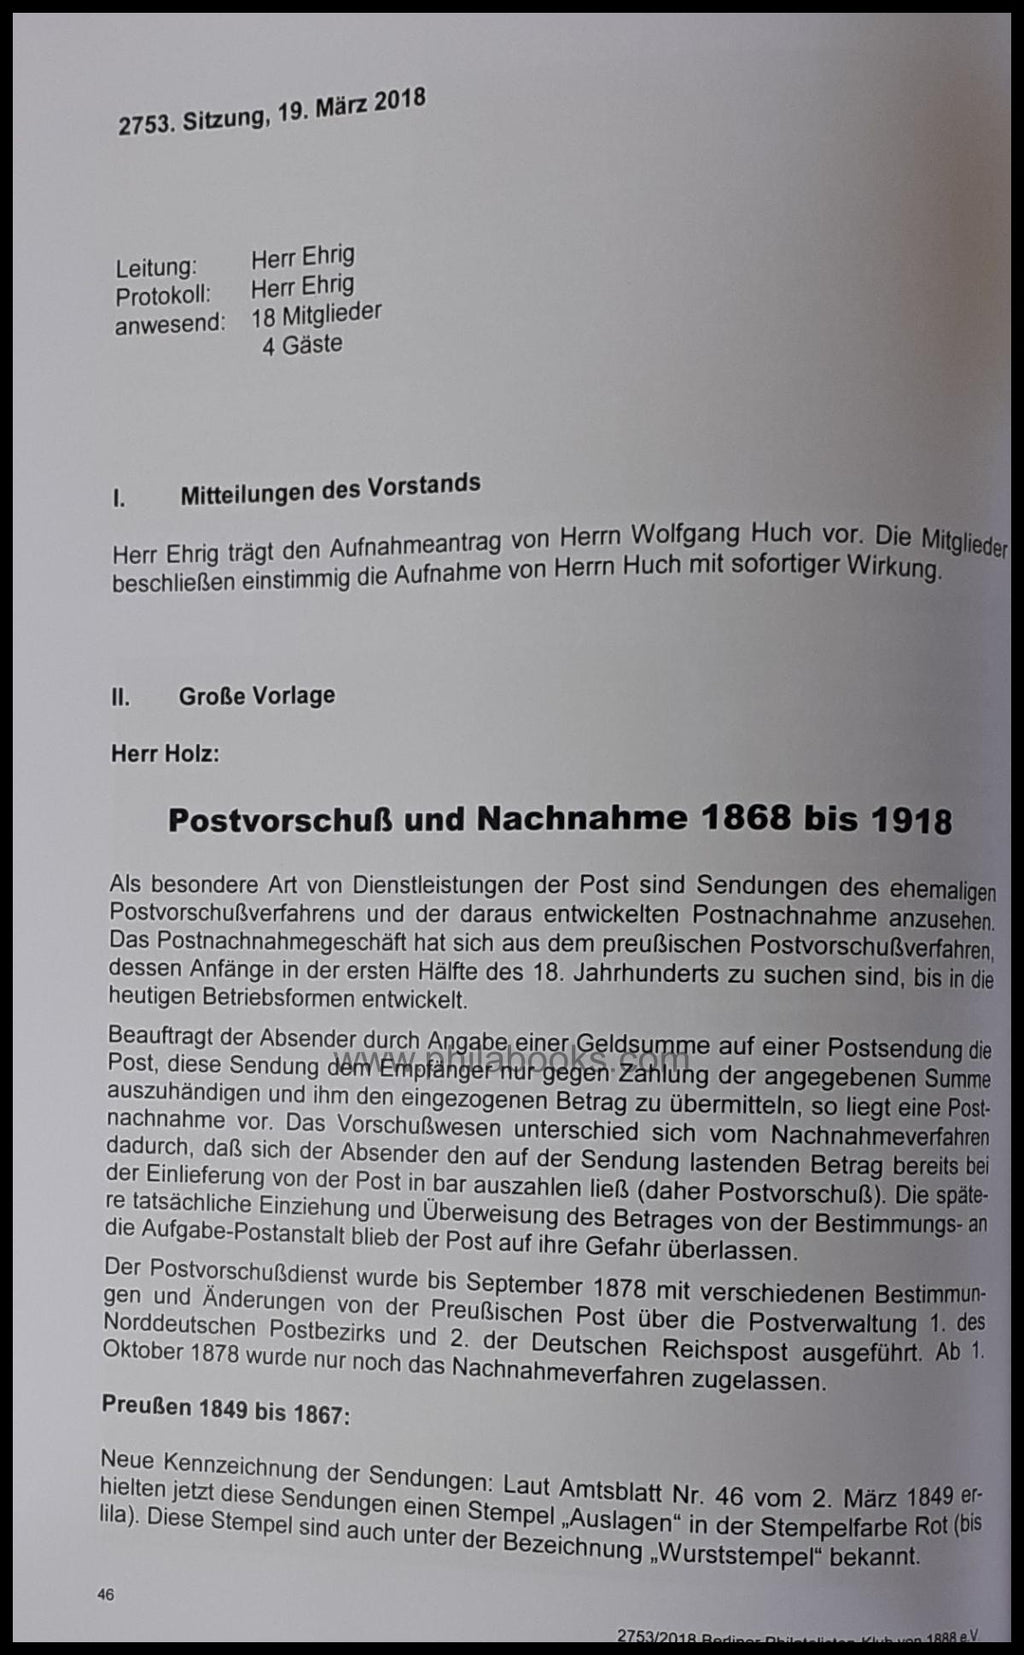 2753. Sitzung, 19. März 2018
Leitung: Herr Ehrig
Protokoll: Herr Ehrig
anwesend: 18 Mitglieder
4 Gäste
I. Mitteilungen des Vorstands
Herr Ehrig trägt den Aufnahmeantrag von Herrn Wolfgang Huch vor. Die Mitglieder
beschließen einstimmig die Aufnahme von Herrn Huch mit sofortiger Wirkung.
II. Große Vorlage
Herr Holz:
Postvorschuß und Nachnahme 1868 bis 1918
Als besondere Art von Dienstleistungen der Post sind Sendungen des ehemaligen
Postvorschußverfahrens und der daraus entwickelten Postnachnahme anzusehen.
Das Postnachnahmegeschäft hat sich aus dem preußischen Postvorschußverfahren,
dessen Anfänge in der ersten Hälfte des 18. Jahrhunderts zu suchen sind, bis in die
heutigen Betriebsformen entwickelt.
Beauftragt der Absender durch Angabe einer Geldsumme auf einer Postsendung die
www.philabooks.com
Post, diese Sendung dem Empfänger nur gegen Zahlung der angegebenen Summe
auszuhändigen und ihm den eingezogenen Betrag zu übermitteln, so liegt eine Post-
nachnahme vor. Das Vorschußwesen unterschied sich vom Nachnahmeverfahren
dadurch, daß sich der Absender den auf der Sendung lastenden Betrag bereits bei
der Einlieferung von der Post in bar auszahlen ließ (daher Postvorschuß). Die späte-
re tatsächliche Einziehung und Überweisung des Betrages von der Bestimmungs- an
die Aufgabe-Postanstalt blieb der Post auf ihre Gefahr überlassen.
Der Postvorschußdienst wurde bis September 1878 mit verschiedenen Bestimmun-
gen und Änderungen von der Preußischen Post über die Postverwaltung 1. des
Norddeutschen Postbezirks und 2. der Deutschen Reichspost ausgeführt. Ab 1.
Oktober 1878 wurde nur noch das Nachnahmeverfahren zugelassen.
Preußen 1849 bis 1867:
Neue Kennzeichnung der Sendungen: Laut Amtsblatt Nr. 46 vom 2. März 1849 er-
hielten jetzt diese Sendungen einen Stempel „Auslagen“ in der Stempelfarbe Rot (bis
lila). Diese Stempel sind auch unter der Bezeichnung „Wurststempel“ bekannt.
46
2753/2018 Berliner Philatelisten-Klub von 1888 e.V